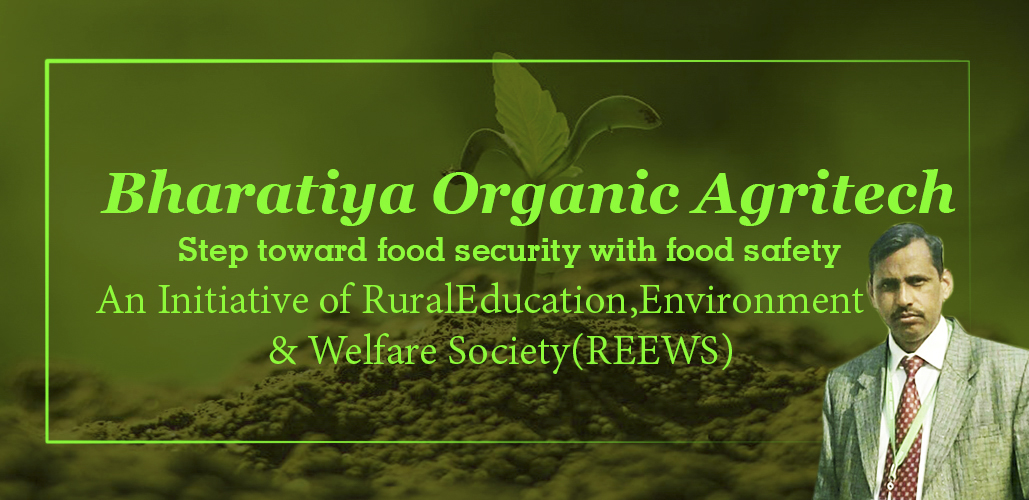 Bharatiya Organic Agritech
Step toward food security with food safety
An Initiative of RuralEducation,Environment
& Welfare Society(REEWS)